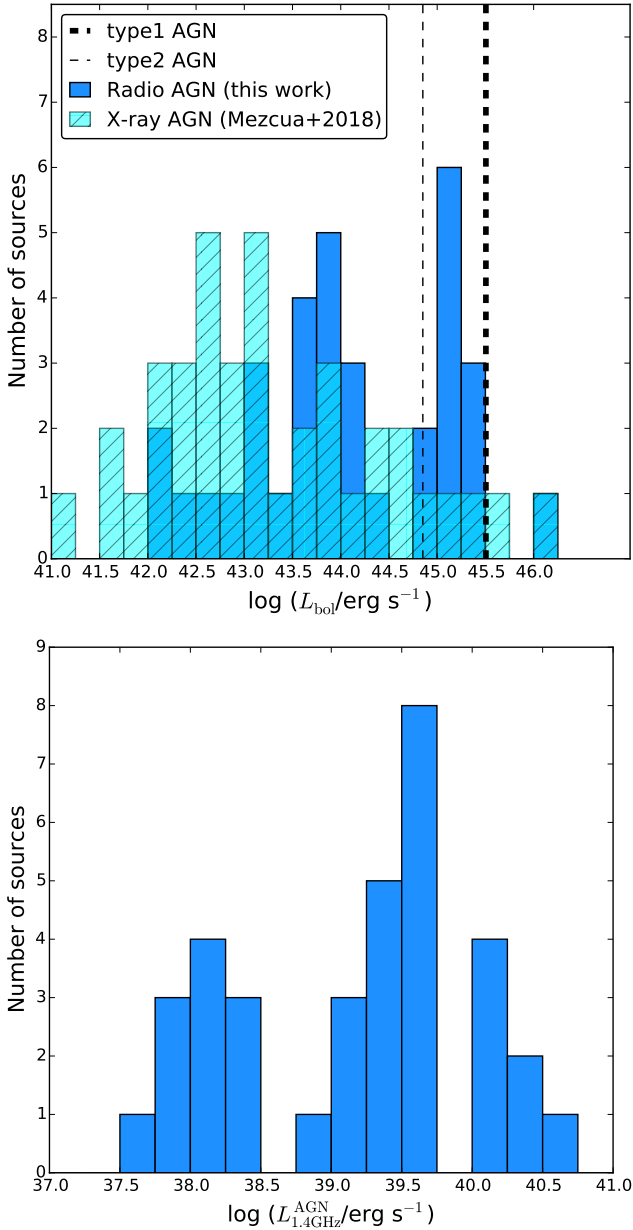 type1 AGN
type2 AGN
Radio AGN (this work)
X-ray AGN (Mezcua+2018)
Number of sources
8
7
6
5
4
3
2
1
0
41.0 41.5 42.0 42.5 43.0 43.5 44.0 44.5 45.0 45.5 46.0
log (L_bol/erg s⁻¹)
Number of sources
9
8
7
6
5
4
3
2
1
0
37.0 37.5 38.0 38.5 39.0 39.5 40.0 40.5 41.0
log (L^AGN_1.4GHz/erg s⁻¹)